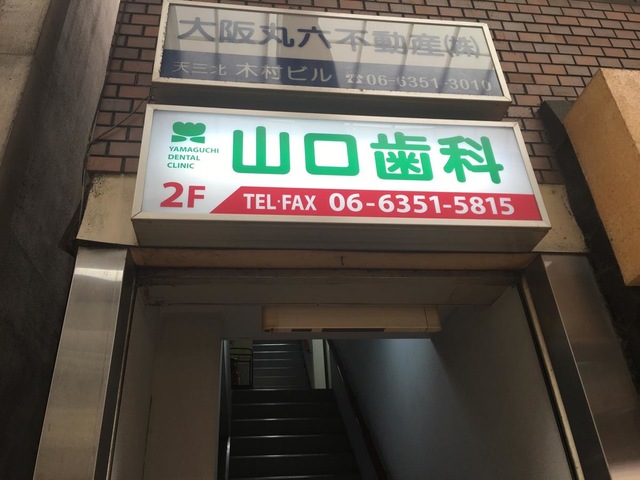 大阪丸六不動産㈱
天三北 木村ビル ☎06-6351-3010
山口歯科
YAMAGUCHI
DENTAL
CLINIC
2F TEL·FAX 06-6351-5815